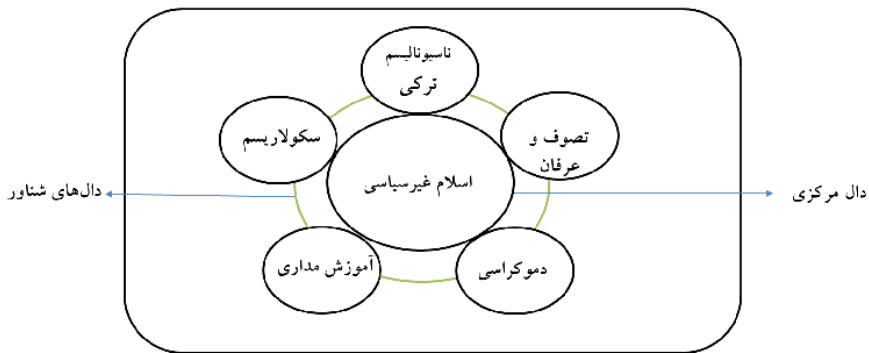 ناسیونالیسم
ترکی
تصوف و
عرفان
سکولاریسم
اسلام غیرسیاسی
دال مرکزی
دال‌های شناور
آموزش مداری
دموکراسی